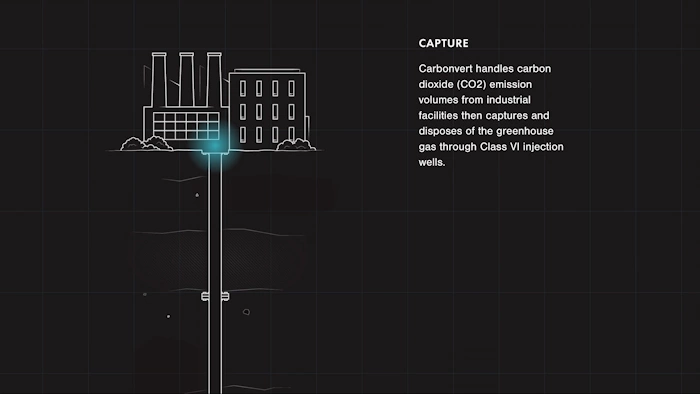 CAPTURE
Carbonvert handles carbon
dioxide (CO2) emission
volumes from industrial
facilities then captures and
disposes of the greenhouse
gas through Class VI injection
wells.